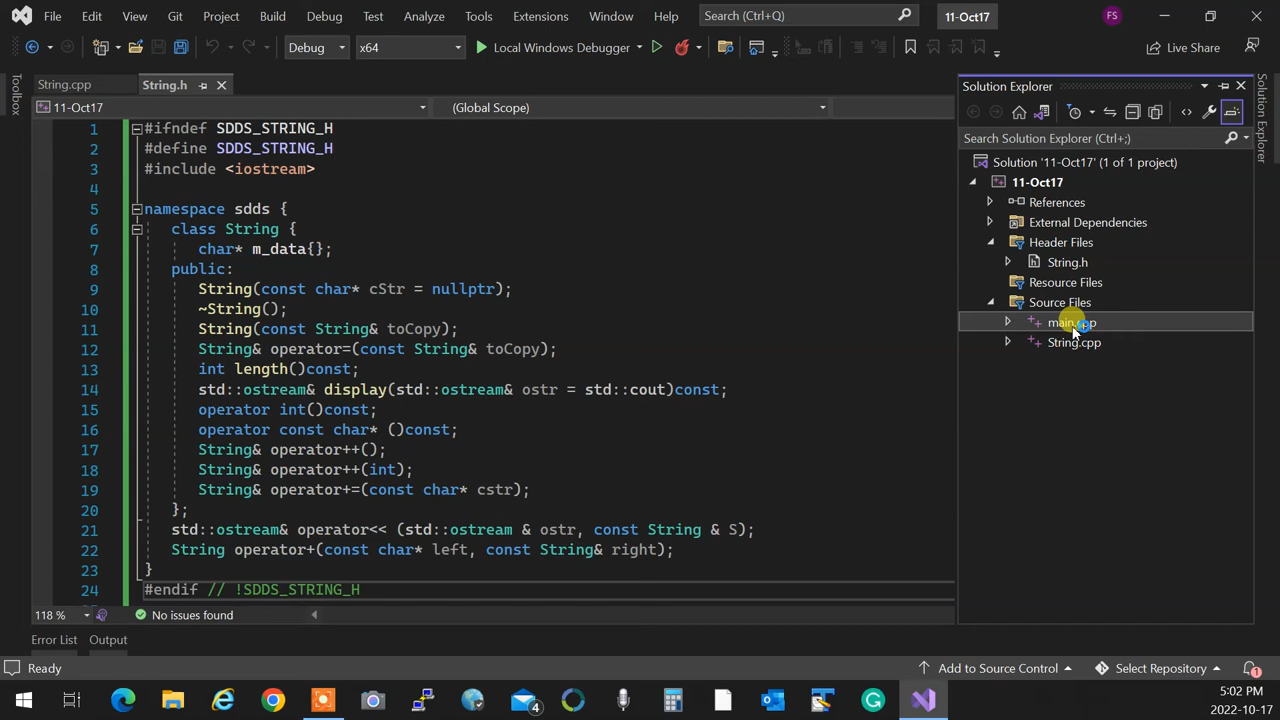 File Edit View Git Project Build Debug Test Analyze Tools Extensions Window Help Search (Ctrl+Q) 11-Oct17 FS
Debug x64 Local Windows Debugger Live Share
Toolbox
String.cpp String.h
11-Oct17 (Global Scope)
1 #ifndef SDDS_STRING_H
2 #define SDDS_STRING_H
3 #include <iostream>
4
5 namespace sdds {
6 class String {
7 char* m_data{};
8 public:
9 String(const char* cStr = nullptr);
10 ~String();
11 String(const String& toCopy);
12 String& operator=(const String& toCopy);
13 int length()const;
14 std::ostream& display(std::ostream& ostr = std::cout)const;
15 operator int()const;
16 operator const char* ()const;
17 String& operator++();
18 String& operator++(int);
19 String& operator+=(const char* cstr);
20 };
21 std::ostream& operator<< (std::ostream & ostr, const String & S);
22 String operator+(const char* left, const String& right);
23 }
24 #endif // !SDDS_STRING_H
118 % No issues found
Solution Explorer
Search Solution Explorer (Ctrl+;)
Solution '11-Oct17' (1 of 1 project)
11-Oct17
References
External Dependencies
Header Files
String.h
Resource Files
Source Files
main.cpp
String.cpp
Solution Explorer
Error List Output
Ready Add to Source Control Select Repository 1
4
5:02 PM
2022-10-17